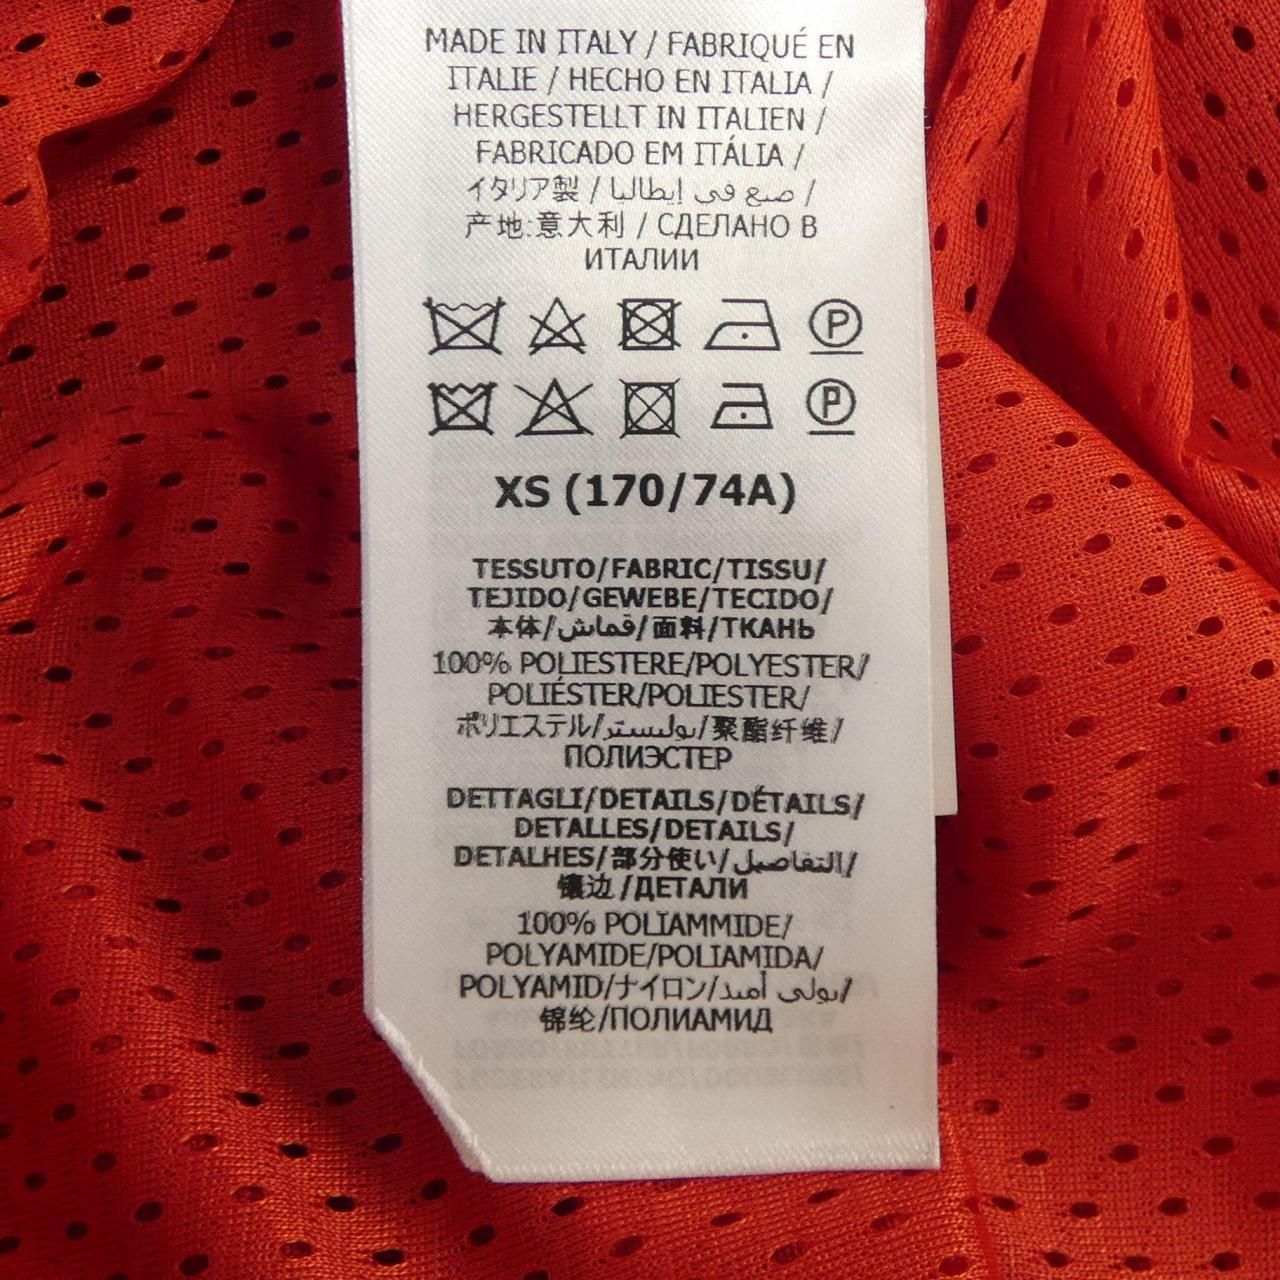 MADE IN ITALY / FABRIQUÉ EN
ITALIE / HECHO EN ITALIA /
HERGESTELLT IN ITALIEN /
FABRICADO EM ITÁLIA /
イタリア製 / صنع في إيطاليا /
产地:意大利 / СДЕЛАНО В
ИТАЛИИ
P
P
XS (170/74A)
TESSUTO/FABRIC/TISSU/
TEJIDO/GEWEBE/TECIDO/
本体/قماش/面料/ТКАНЬ
100% POLIESTERE/POLYESTER/
POLIÉSTER/POLIESTER/
ポリエステル/بوليستر/聚酯纤维/
ПОЛИЭСТЕР
DETTAGLI/DETAILS/DÉTAILS/
DETALLES/DETAILS/
DETALHES/部分使い/التفاصيل/
镶边/ДЕТАЛИ
100% POLIAMMIDE/
POLYAMIDE/POLIAMIDA/
POLYAMID/ナイロン/بولي أميد/
锦纶/ПОЛИАМИД